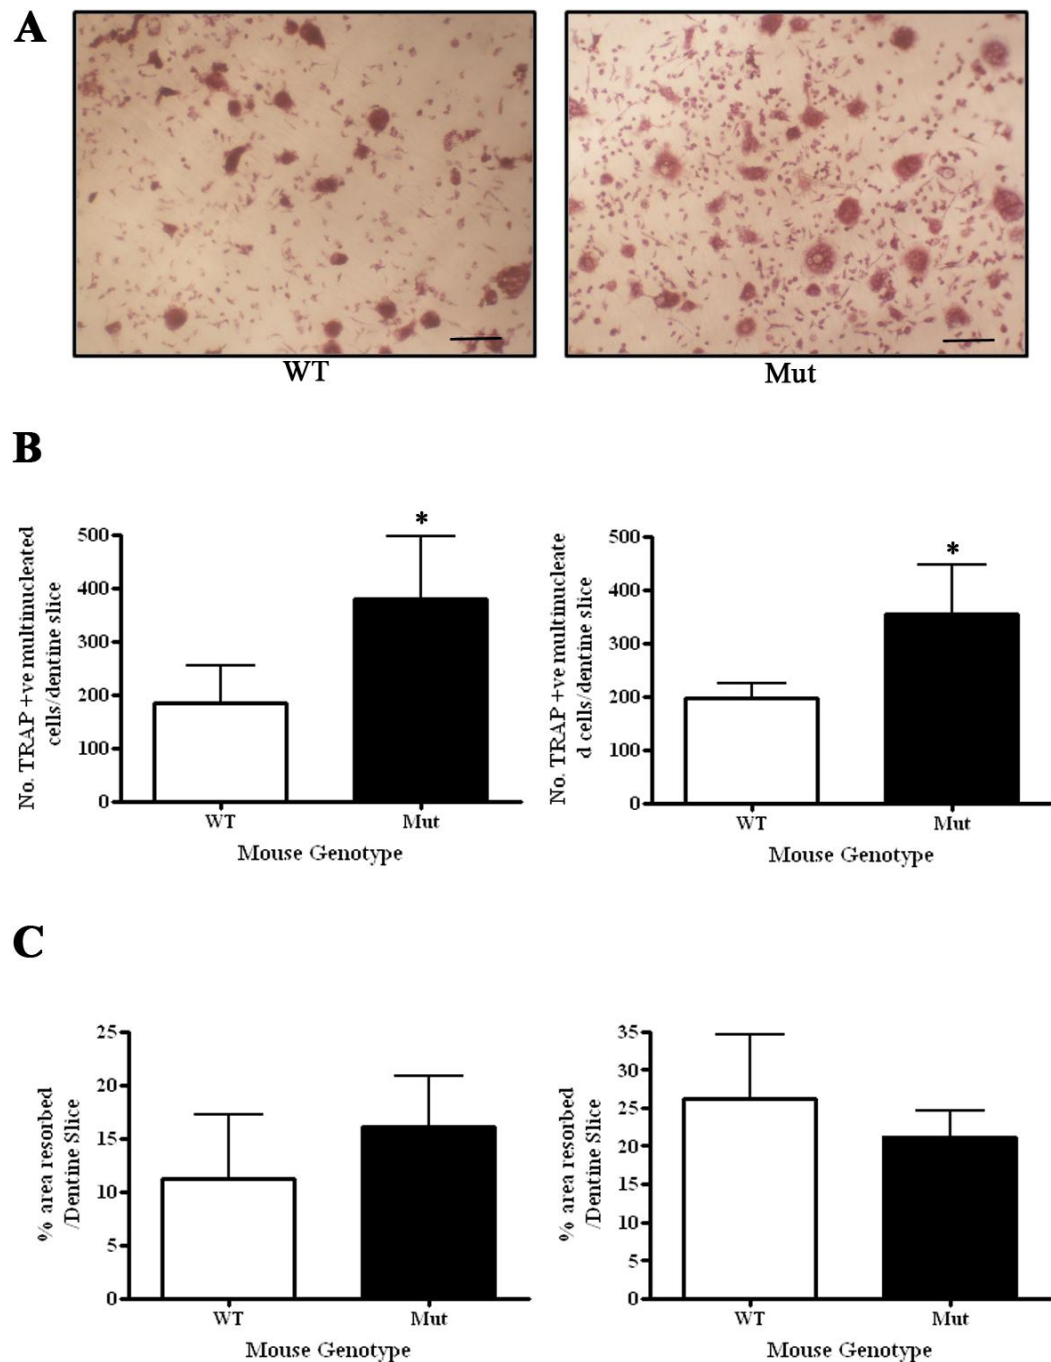 A
WT
Mut
B
No. TRAP +ve multinucleated
cells/dentine slice
500
400
300
200
100
0
*
WT
Mut
Mouse Genotype
No. TRAP +ve multinucleate
d cells/dentine slice
500
400
300
200
100
0
*
WT
Mut
Mouse Genotype
C
% area resorbed
/Dentine Slice
25
20
15
10
5
0
WT
Mut
Mouse Genotype
% area resorbed
/Dentine Slice
35
30
25
20
15
10
5
0
WT
Mut
Mouse Genotype